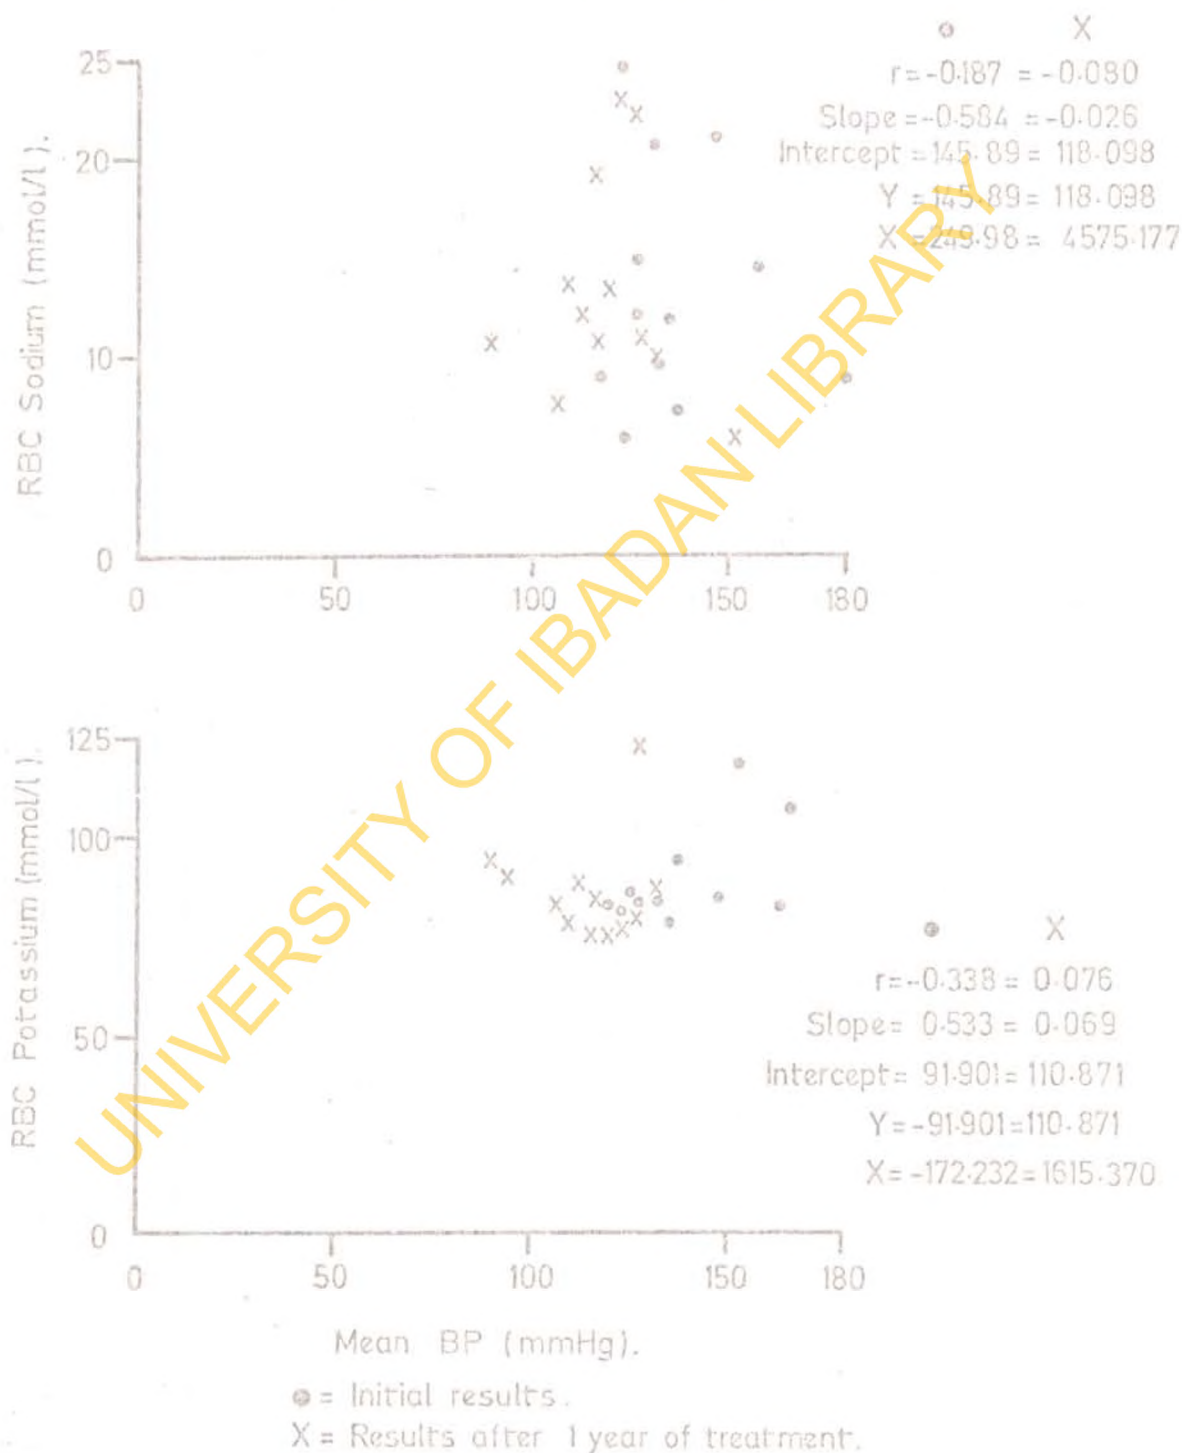 ● X
r=-0.187 = -0.080
Slope =-0.584 = -0.026
Intercept =145.89= 118.098
Y =145.89= 118.098
X =249.98= 4575.177
RBC Sodium (mmol/l).
25
20
10
0
0 50 100 150 180
RBC Potassium (mmol/l).
125
100
50
0
● X
r=-0.338= 0.076
Slope= 0.533= 0.069
Intercept= 91.901=110.871
Y=-91.901=110.871
X=-172.232=1615.370
0 50 100 150 180
Mean BP (mmHg).
● = Initial results.
X = Results after 1 year of treatment.
UNIVERSITY OF IBADAN LIBRARY